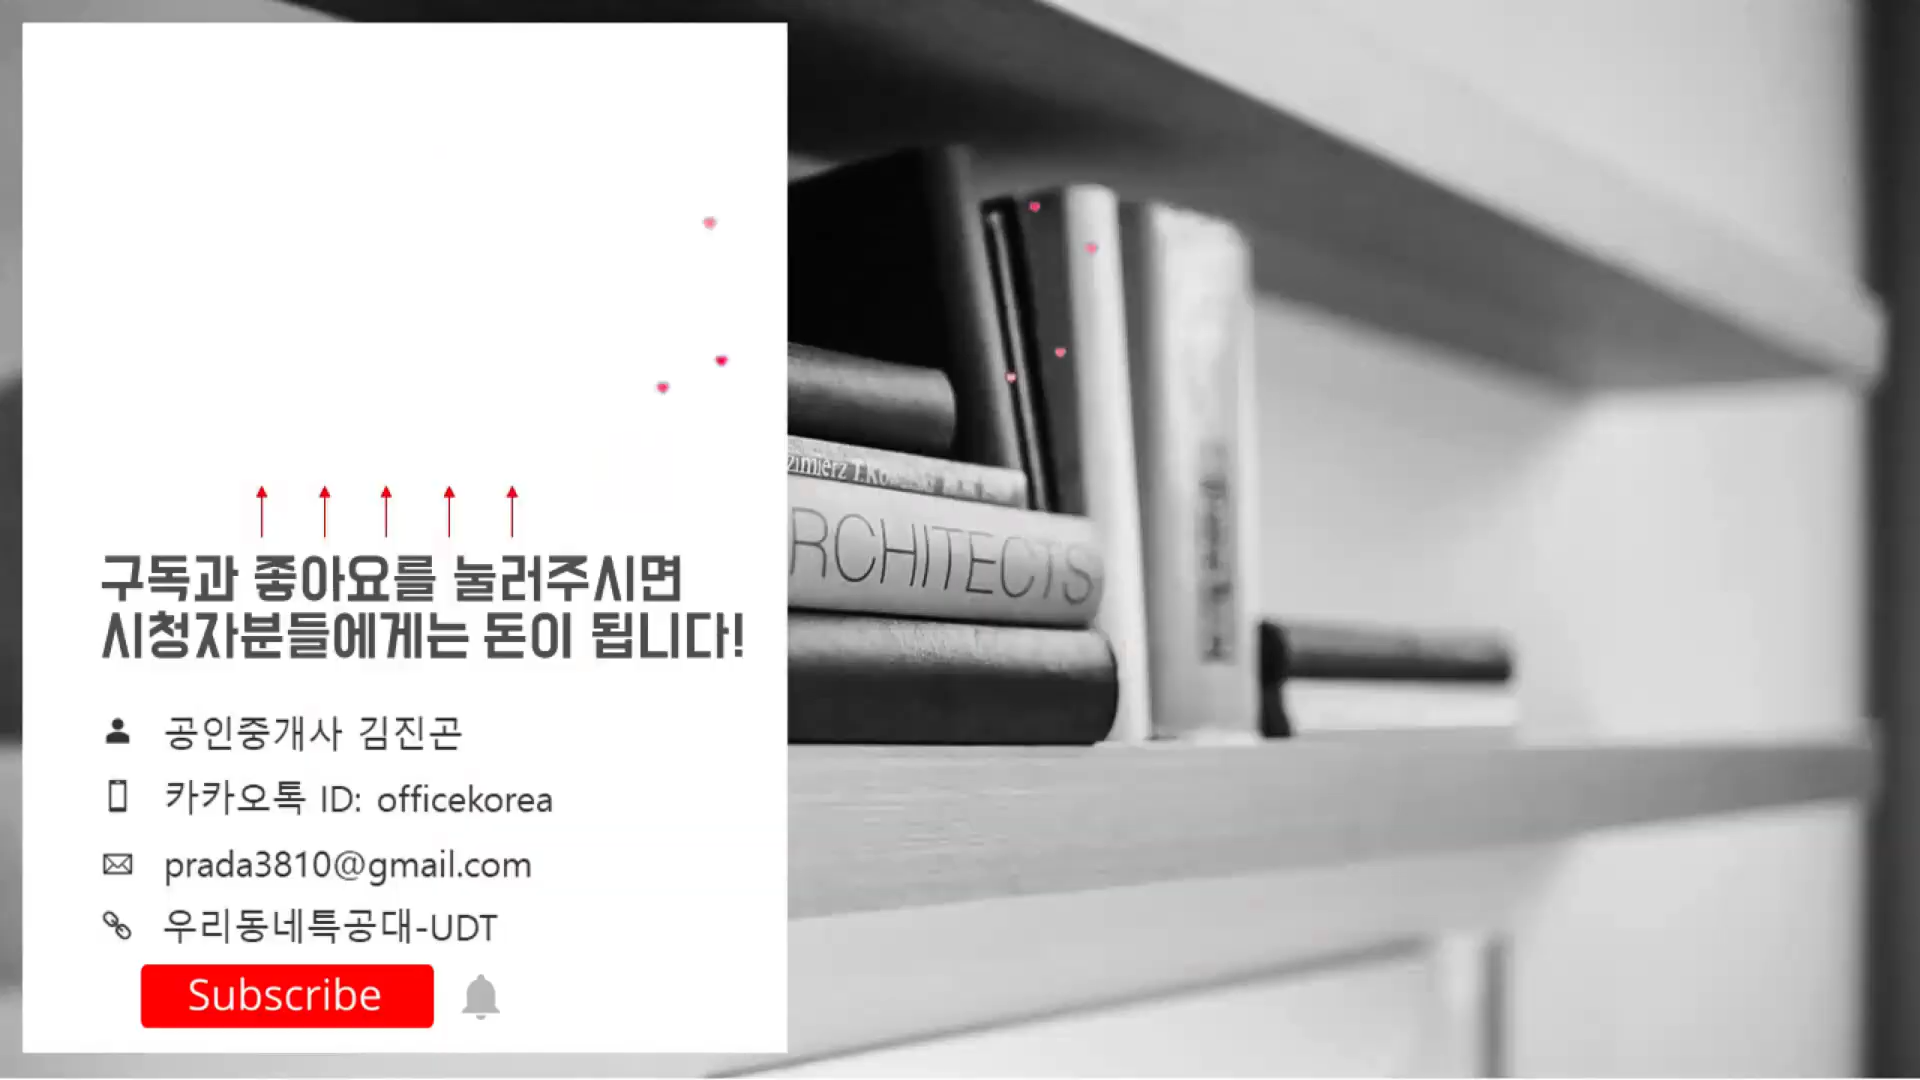 구독과 좋아요를 눌러주시면
시청자분들에게는 돈이 됩니다!
공인중개사 김진곤
카카오톡 ID: officekorea
prada3810@gmail.com
우리동네특공대-UDT
Subscribe
zimierz T.Ko
RCHITECTS